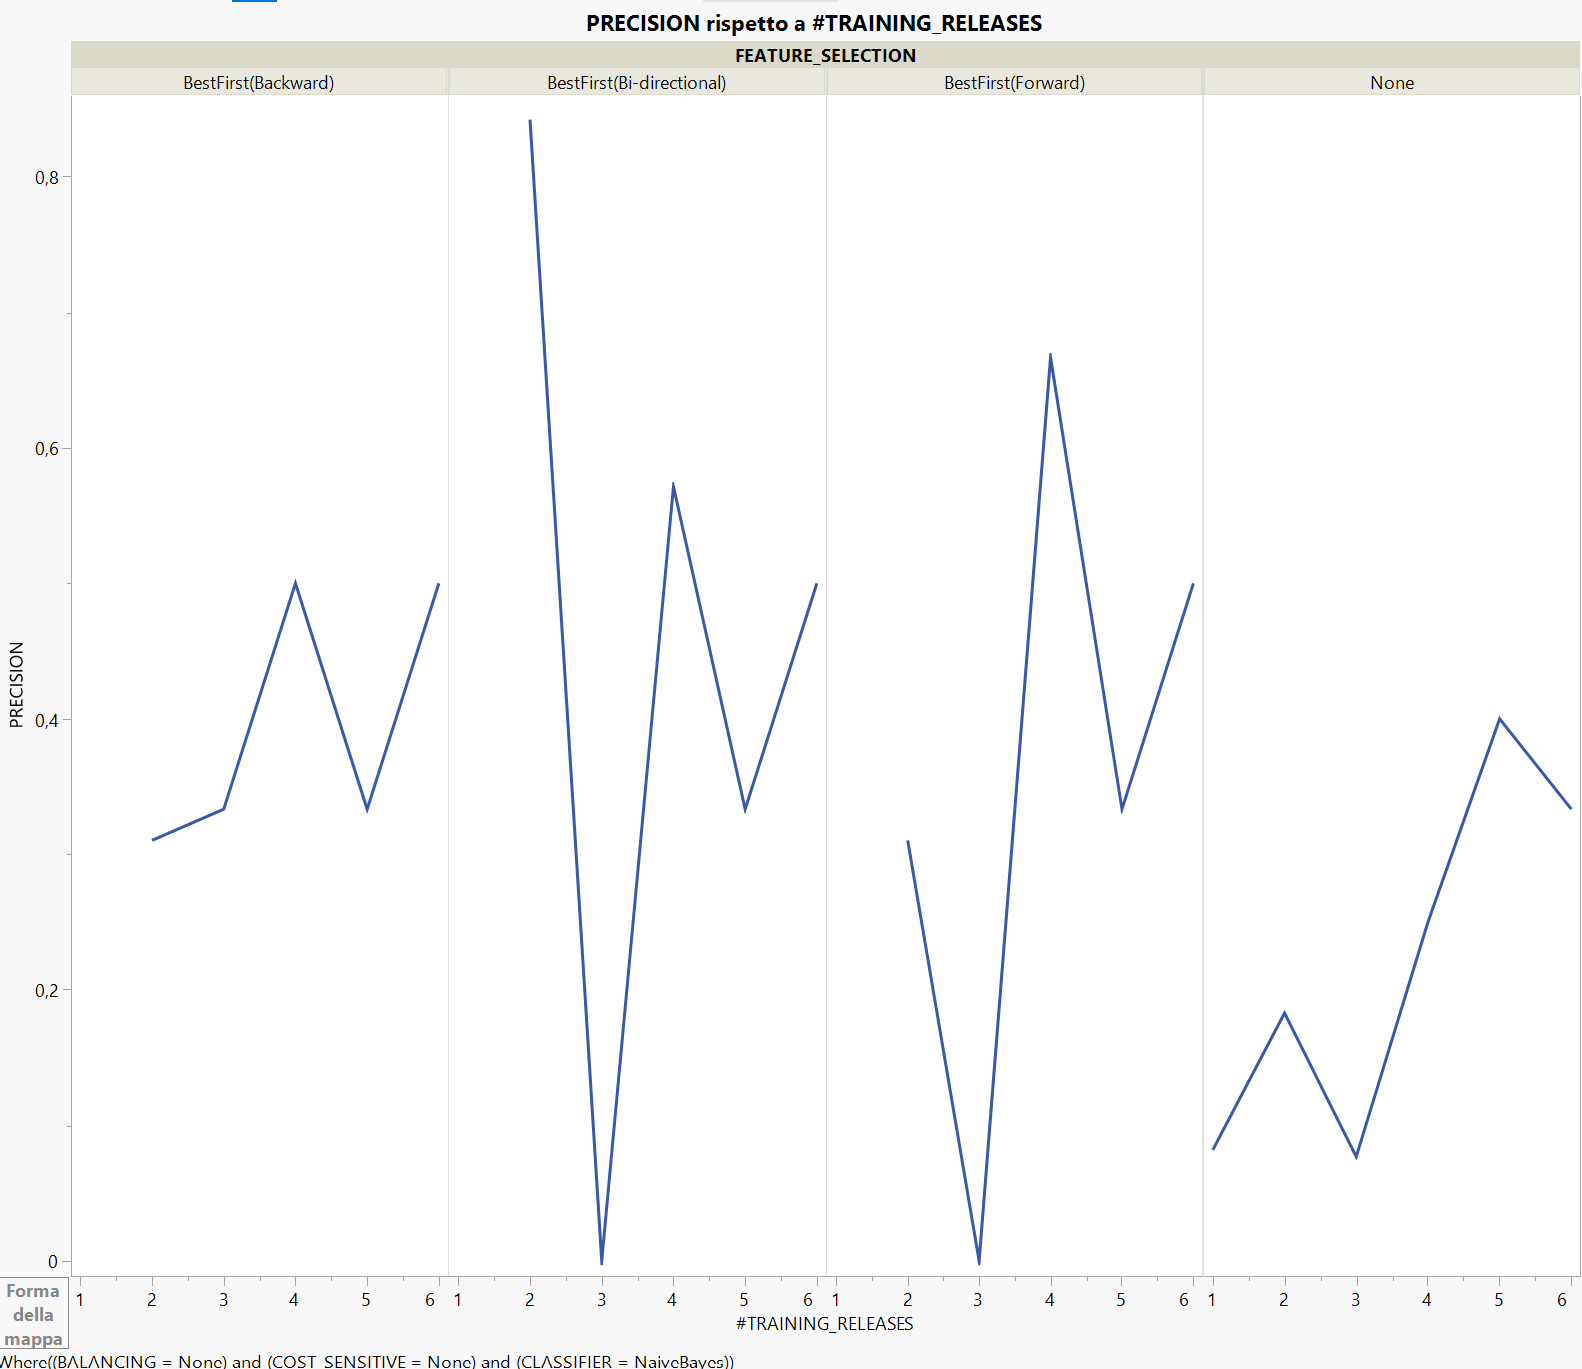 PRECISION rispetto a #TRAINING_RELEASES
FEATURE_SELECTION
BestFirst(Backward) BestFirst(Bi-directional) BestFirst(Forward) None
0,8
0,6
0,4
0,2
0
PRECISION
1 2 3 4 5 6 1 2 3 4 5 6 1 2 3 4 5 6 1 2 3 4 5 6
#TRAINING_RELEASES
Forma
della
mappa
Where((BALANCING = None) and (COST_SENSITIVE = None) and (CLASSIFIER = NaiveBayes))